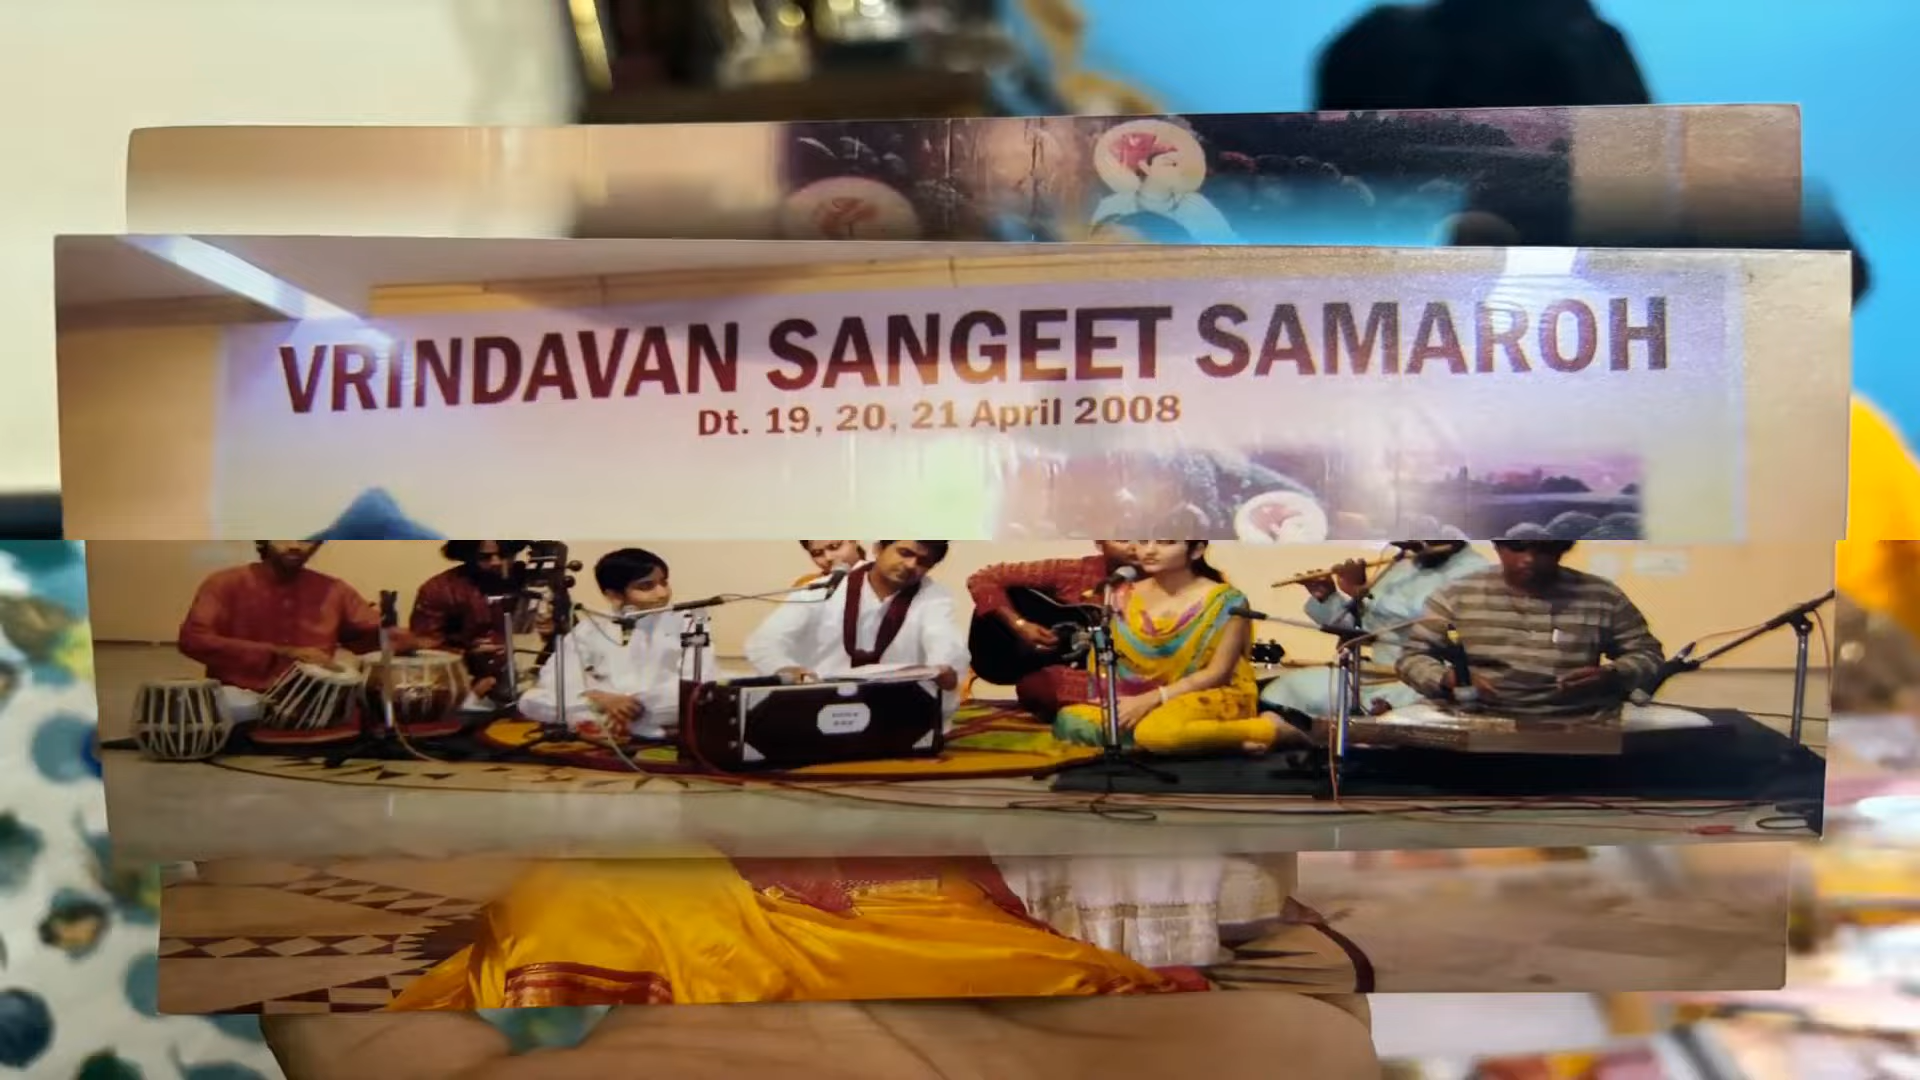 VRINDAVAN SANGEET SAMAROH
Dt. 19, 20, 21 April 2008